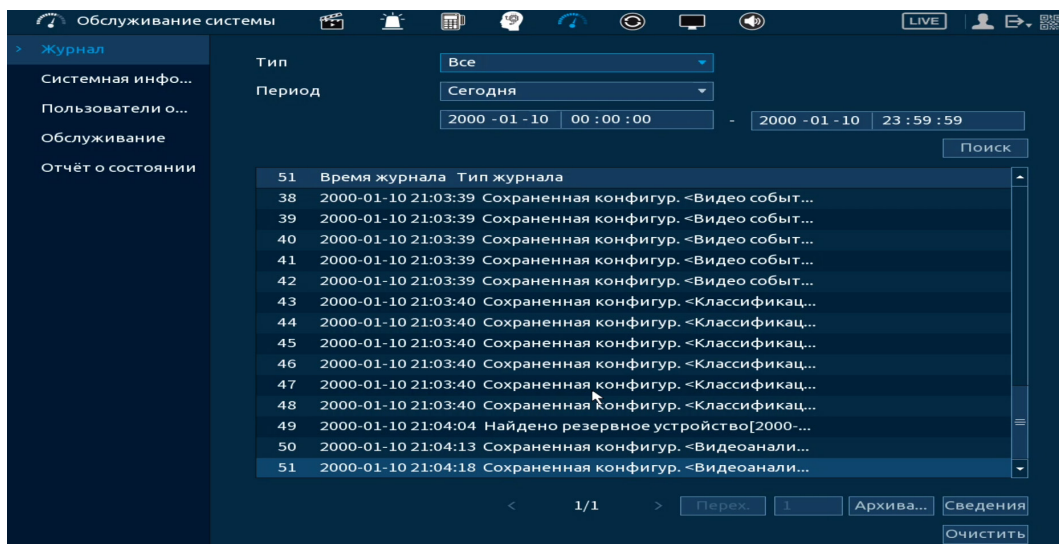 Обслуживание системы LIVE
Журнал
Системная инфо...
Пользователи о...
Обслуживание
Отчёт о состоянии
Тип Все
Период Сегодня
2000 -01 -10 00 : 00 : 00 - 2000 -01 -10 23 : 59 : 59
Поиск
51 Время журнала Тип журнала
38 2000-01-10 21:03:39 Сохраненная конфигур. <Видео событ...
39 2000-01-10 21:03:39 Сохраненная конфигур. <Видео событ...
40 2000-01-10 21:03:39 Сохраненная конфигур. <Видео событ...
41 2000-01-10 21:03:39 Сохраненная конфигур. <Видео событ...
42 2000-01-10 21:03:39 Сохраненная конфигур. <Видео событ...
43 2000-01-10 21:03:40 Сохраненная конфигур. <Классификац...
44 2000-01-10 21:03:40 Сохраненная конфигур. <Классификац...
45 2000-01-10 21:03:40 Сохраненная конфигур. <Классификац...
46 2000-01-10 21:03:40 Сохраненная конфигур. <Классификац...
47 2000-01-10 21:03:40 Сохраненная конфигур. <Классификац...
48 2000-01-10 21:03:40 Сохраненная конфигур. <Классификац...
49 2000-01-10 21:04:04 Найдено резервное устройство[2000-...
50 2000-01-10 21:04:13 Сохраненная конфигур. <Видеоанали...
51 2000-01-10 21:04:18 Сохраненная конфигур. <Видеоанали...
< 1/1 > Перех. 1 Архива... Сведения
Очистить